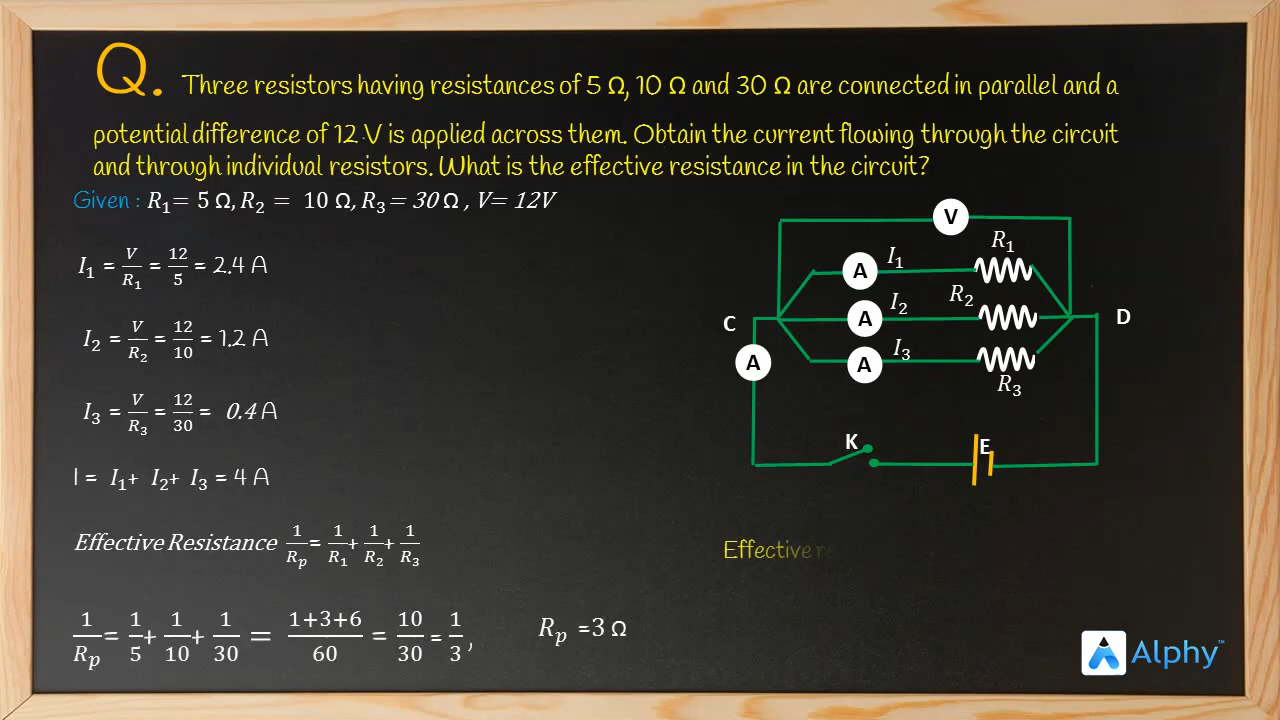 Q. Three resistors having resistances of 5 Ω, 10 Ω and 30 Ω are connected in parallel and a
potential difference of 12 V is applied across them. Obtain the current flowing through the circuit
and through individual resistors. What is the effective resistance in the circuit?
Given : R₁= 5 Ω, R₂ = 10 Ω, R₃ = 30 Ω , V= 12V
I₁ = V/R₁ = 12/5 = 2.4 A
I₂ = V/R₂ = 12/10 = 1.2 A
I₃ = V/R₃ = 12/30 = 0.4 A
I = I₁+ I₂+ I₃ = 4 A
Effective Resistance 1/Rₚ= 1/R₁+ 1/R₂+ 1/R₃
1/Rₚ= 1/5+ 1/10+ 1/30 = 1+3+6/60 = 10/30 = 1/3,
Rₚ =3 Ω
V
R₁
A I₁
R₂
I₂
C A D
I₃
A A
R₃
K E
Effective re
Alphy™